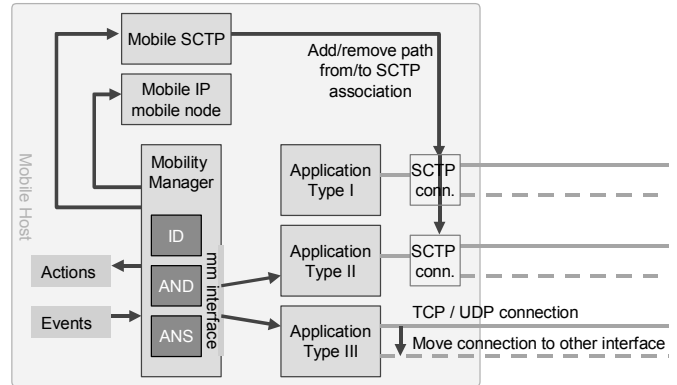 Mobile SCTP
Add/remove path
from/to SCTP
association
Mobile IP
mobile node
Mobile Host
Mobility
Manager
ID
AND
ANS
mm interface
Actions
Events
Application
Type I
SCTP
conn.
Application
Type II
SCTP
conn.
Application
Type III
TCP / UDP connection
Move connection to other interface